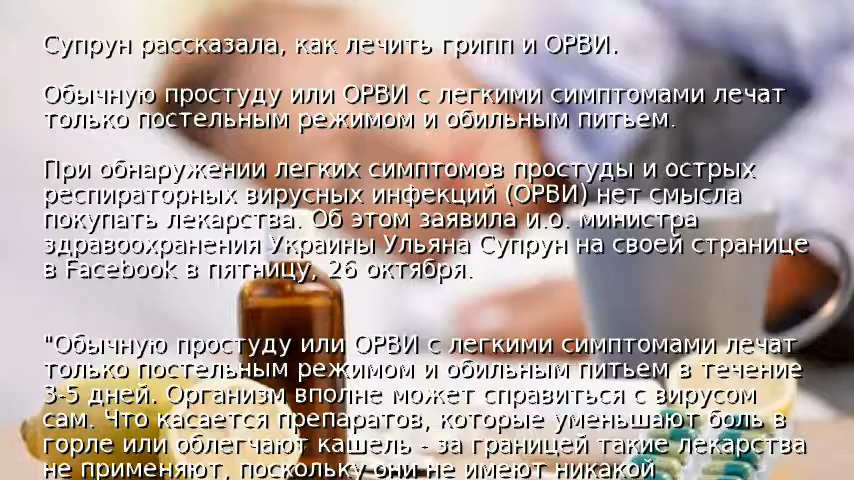 Супрун рассказала, как лечить грипп и ОРВИ.
Обычную простуду или ОРВИ с легкими симптомами лечат
только постельным режимом и обильным питьем.
При обнаружении легких симптомов простуды и острых
респираторных вирусных инфекций (ОРВИ) нет смысла
покупать лекарства. Об этом заявила и.о. министра
здравоохранения Украины Ульяна Супрун на своей странице
в Facebook в пятницу, 26 октября.
"Обычную простуду или ОРВИ с легкими симптомами лечат
только постельным режимом и обильным питьем в течение
3-5 дней. Организм вполне может справиться с вирусом
сам. Что касается препаратов, которые уменьшают боль в
горле или облегчают кашель - за границей такие лекарства
не применяют, поскольку они не имеют никакой